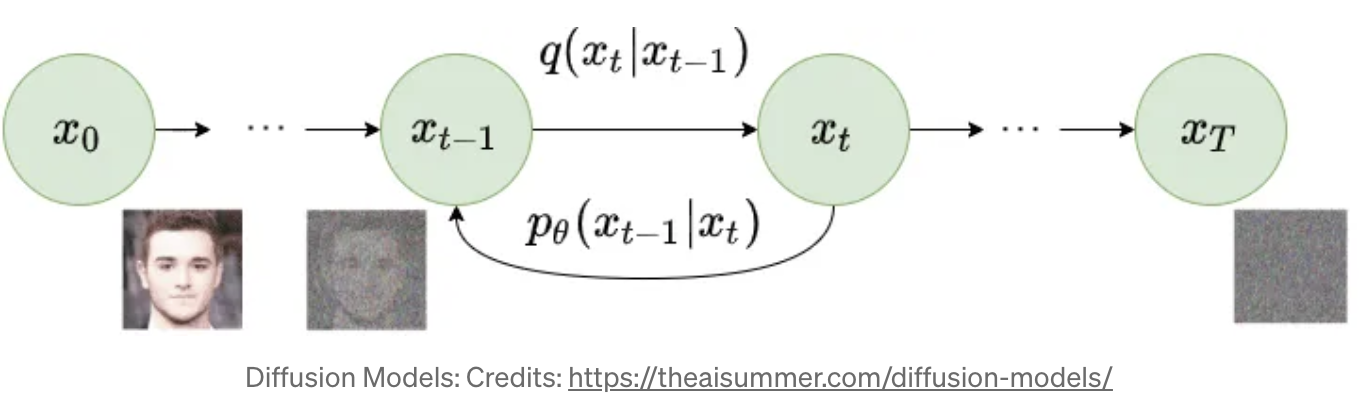 q(x_t|x_{t-1})
x_0 ... x_{t-1} x_t ... x_T
p_θ(x_{t-1}|x_t)
Diffusion Models: Credits: https://theaisummer.com/diffusion-models/